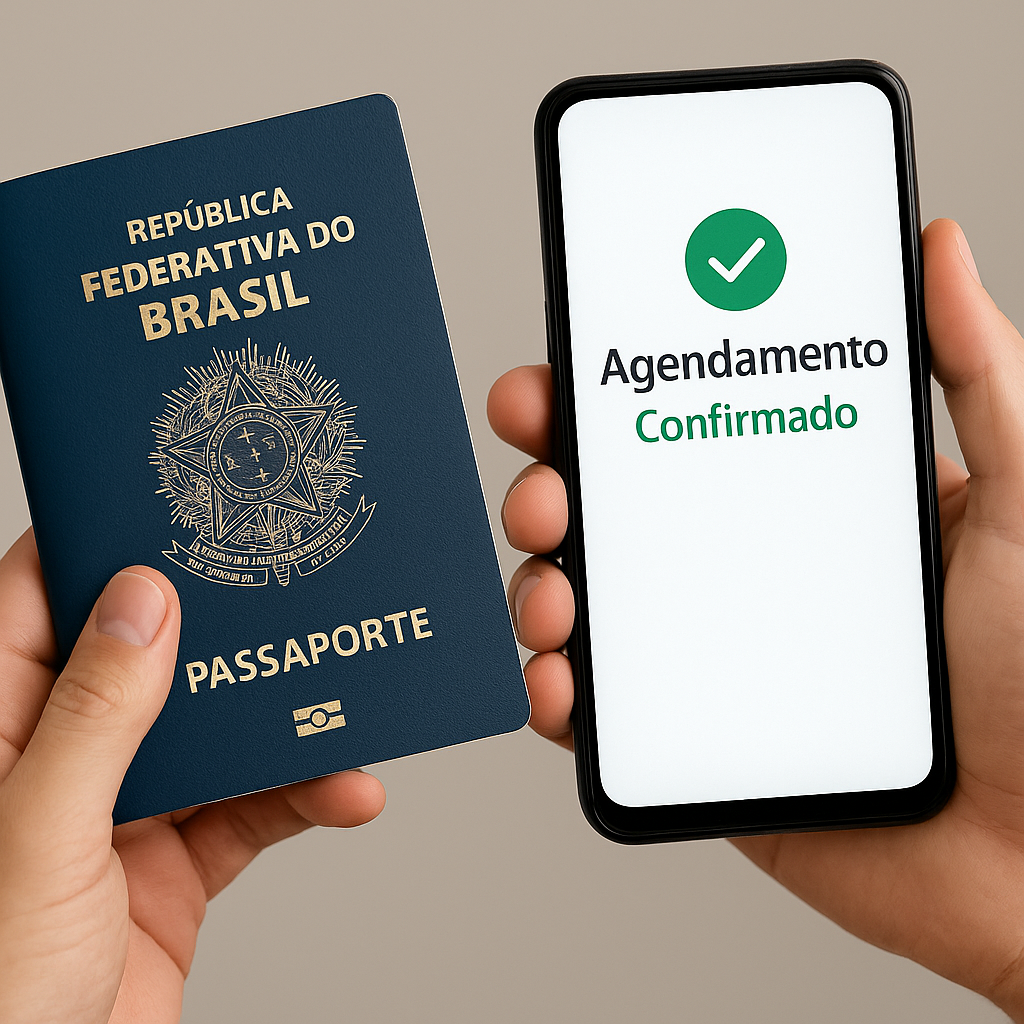 REPÚBLICA
FEDERATIVA DO
BRASIL
PASSAPORTE
Agendamento
Confirmado